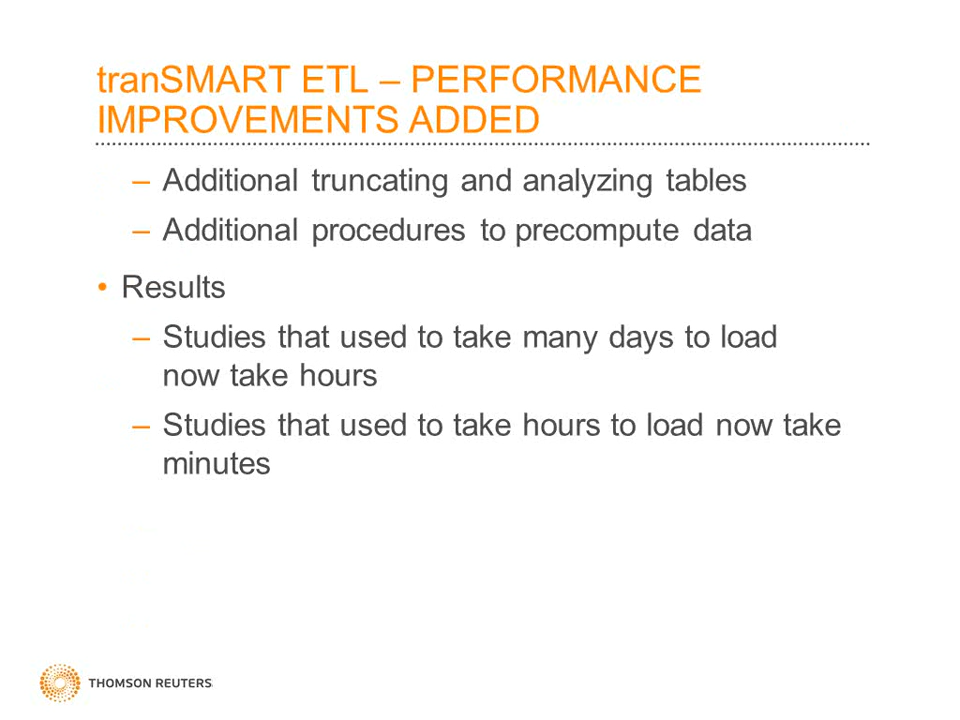 tranSMART ETL – PERFORMANCE
IMPROVEMENTS ADDED
– Additional truncating and analyzing tables
– Additional procedures to precompute data
• Results
– Studies that used to take many days to load
now take hours
– Studies that used to take hours to load now take
minutes
THOMSON REUTERS